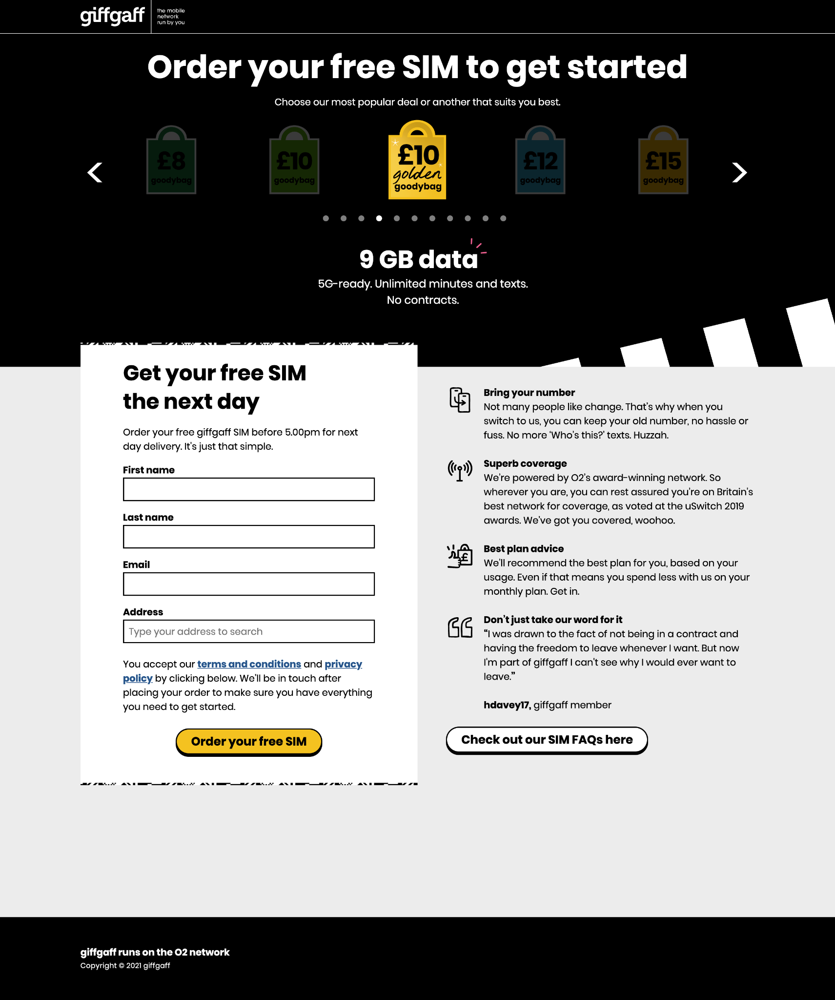 giffgaff
the mobile
network
run by you
Order your free SIM to get started
Choose our most popular deal or another that suits you best.
£8
goodybag
£10
goodybag
£10
golden
goodybag
£12
goodybag
£15
goodybag
9 GB data
5G-ready. Unlimited minutes and texts.
No contracts.
Get your free SIM
the next day
Order your free giffgaff SIM before 5.00pm for next
day delivery. It's just that simple.
First name
Last name
Email
Address
Type your address to search
You accept our terms and conditions and privacy
policy by clicking below. We’ll be in touch after
placing your order to make sure you have everything
you need to get started.
Order your free SIM
Bring your number
Not many people like change. That’s why when you
switch to us, you can keep your old number, no hassle or
fuss. No more ‘Who’s this?’ texts. Huzzah.
Superb coverage
We’re powered by O2’s award-winning network. So
wherever you are, you can rest assured you’re on Britain's
best network for coverage, as voted at the uSwitch 2019
awards. We’ve got you covered, woohoo.
Best plan advice
We’ll recommend the best plan for you, based on your
usage. Even if that means you spend less with us on your
monthly plan. Get in.
Don’t just take our word for it
“I was drawn to the fact of not being in a contract and
having the freedom to leave whenever I want. But now
I'm part of giffgaff I can't see why I would ever want to
leave.”
hdavey17, giffgaff member
Check out our SIM FAQs here
giffgaff runs on the O2 network
Copyright © 2021 giffgaff